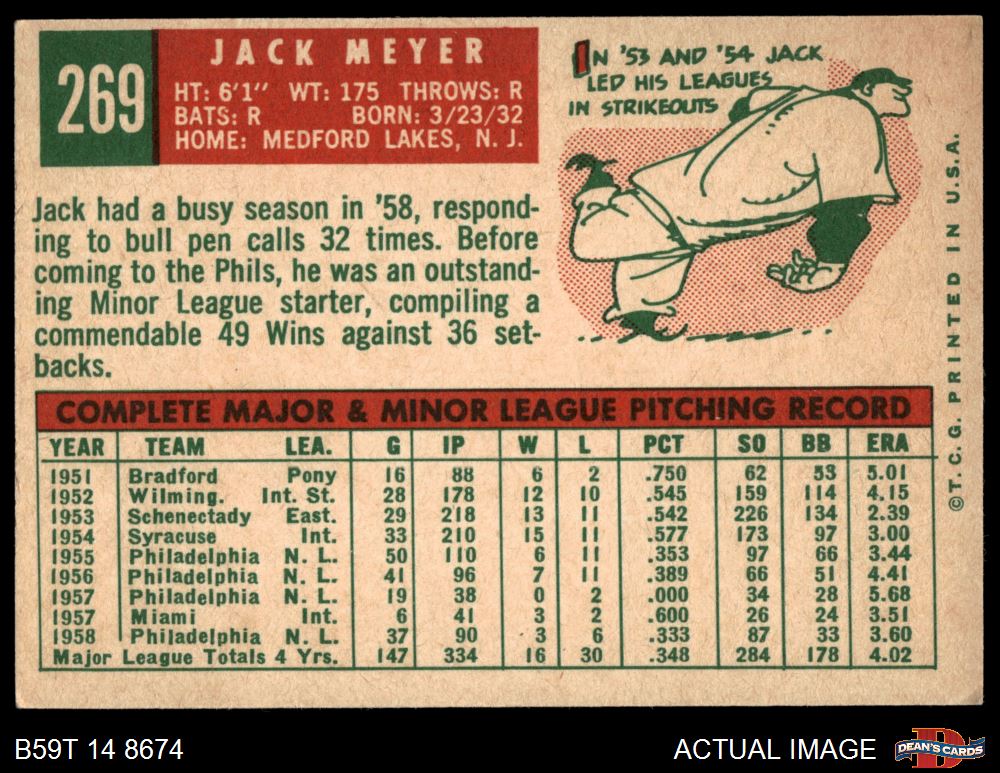 269
JACK MEYER
HT: 6'1" WT: 175 THROWS: R
BATS: R BORN: 3/23/32
HOME: MEDFORD LAKES, N. J.
IN '53 AND '54 JACK
LED HIS LEAGUES
IN STRIKEOUTS
Jack had a busy season in '58, respond-
ing to bull pen calls 32 times. Before
coming to the Phils, he was an outstand-
ing Minor League starter, compiling a
commendable 49 Wins against 36 set-
backs.
COMPLETE MAJOR & MINOR LEAGUE PITCHING RECORD
YEAR TEAM LEA. G IP W L PCT SO BB ERA
1951 Bradford Pony 16 88 6 2 .750 62 53 5.01
1952 Wilming. Int. St. 28 178 12 10 .545 159 114 4.15
1953 Schenectady East. 29 218 13 11 .542 226 134 2.39
1954 Syracuse Int. 33 210 15 11 .577 173 97 3.00
1955 Philadelphia N. L. 50 110 6 11 .353 97 66 3.44
1956 Philadelphia N. L. 41 96 7 11 .389 66 51 4.41
1957 Philadelphia N. L. 19 38 0 2 .000 34 28 5.68
1957 Miami Int. 6 41 3 2 .600 26 24 3.51
1958 Philadelphia N. L. 37 90 3 6 .333 87 33 3.60
Major League Totals 4 Yrs. 147 334 16 30 .348 284 178 4.02
©T. C. G. PRINTED IN U.S.A.
B59T 14 8674
ACTUAL IMAGE
DEAN'S CARDS